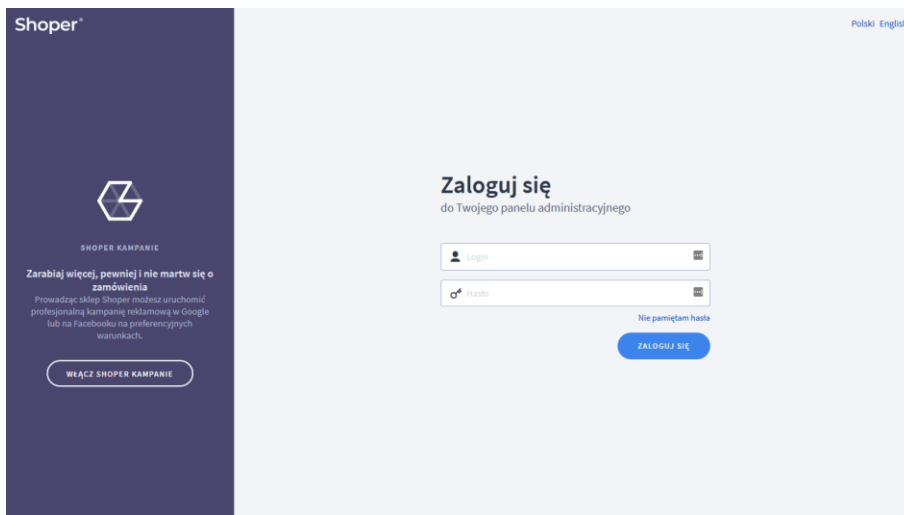 Shoper®
Polski English
SHOPER KAMPANIE
Zarabiaj więcej, pewniej i nie martw się o
zamówienia
Prowadząc sklep Shoper możesz uruchomić
profesjonalną kampanię reklamową w Google
lub na Facebooku na preferencyjnych
warunkach.
WŁĄCZ SHOPER KAMPANIE
Zaloguj się
do Twojego panelu administracyjnego
Login
Hasło
Nie pamiętam hasła
ZALOGUJ SIĘ